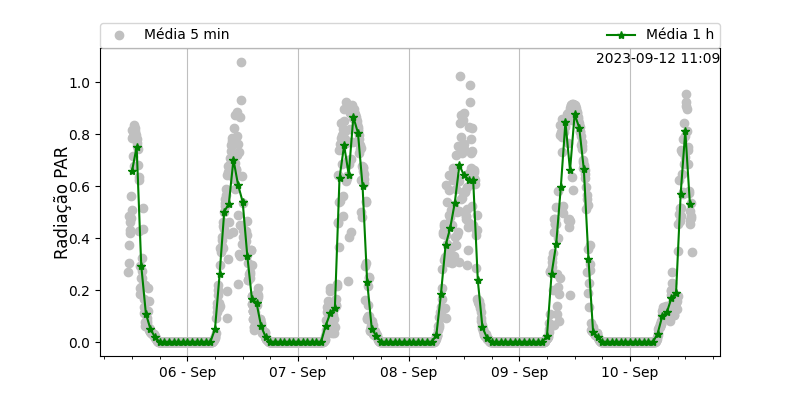 Média 5 min
Média 1 h
2023-09-12 11:09
Radiação PAR
1.0
0.8
0.6
0.4
0.2
0.0
06 - Sep
07 - Sep
08 - Sep
09 - Sep
10 - Sep